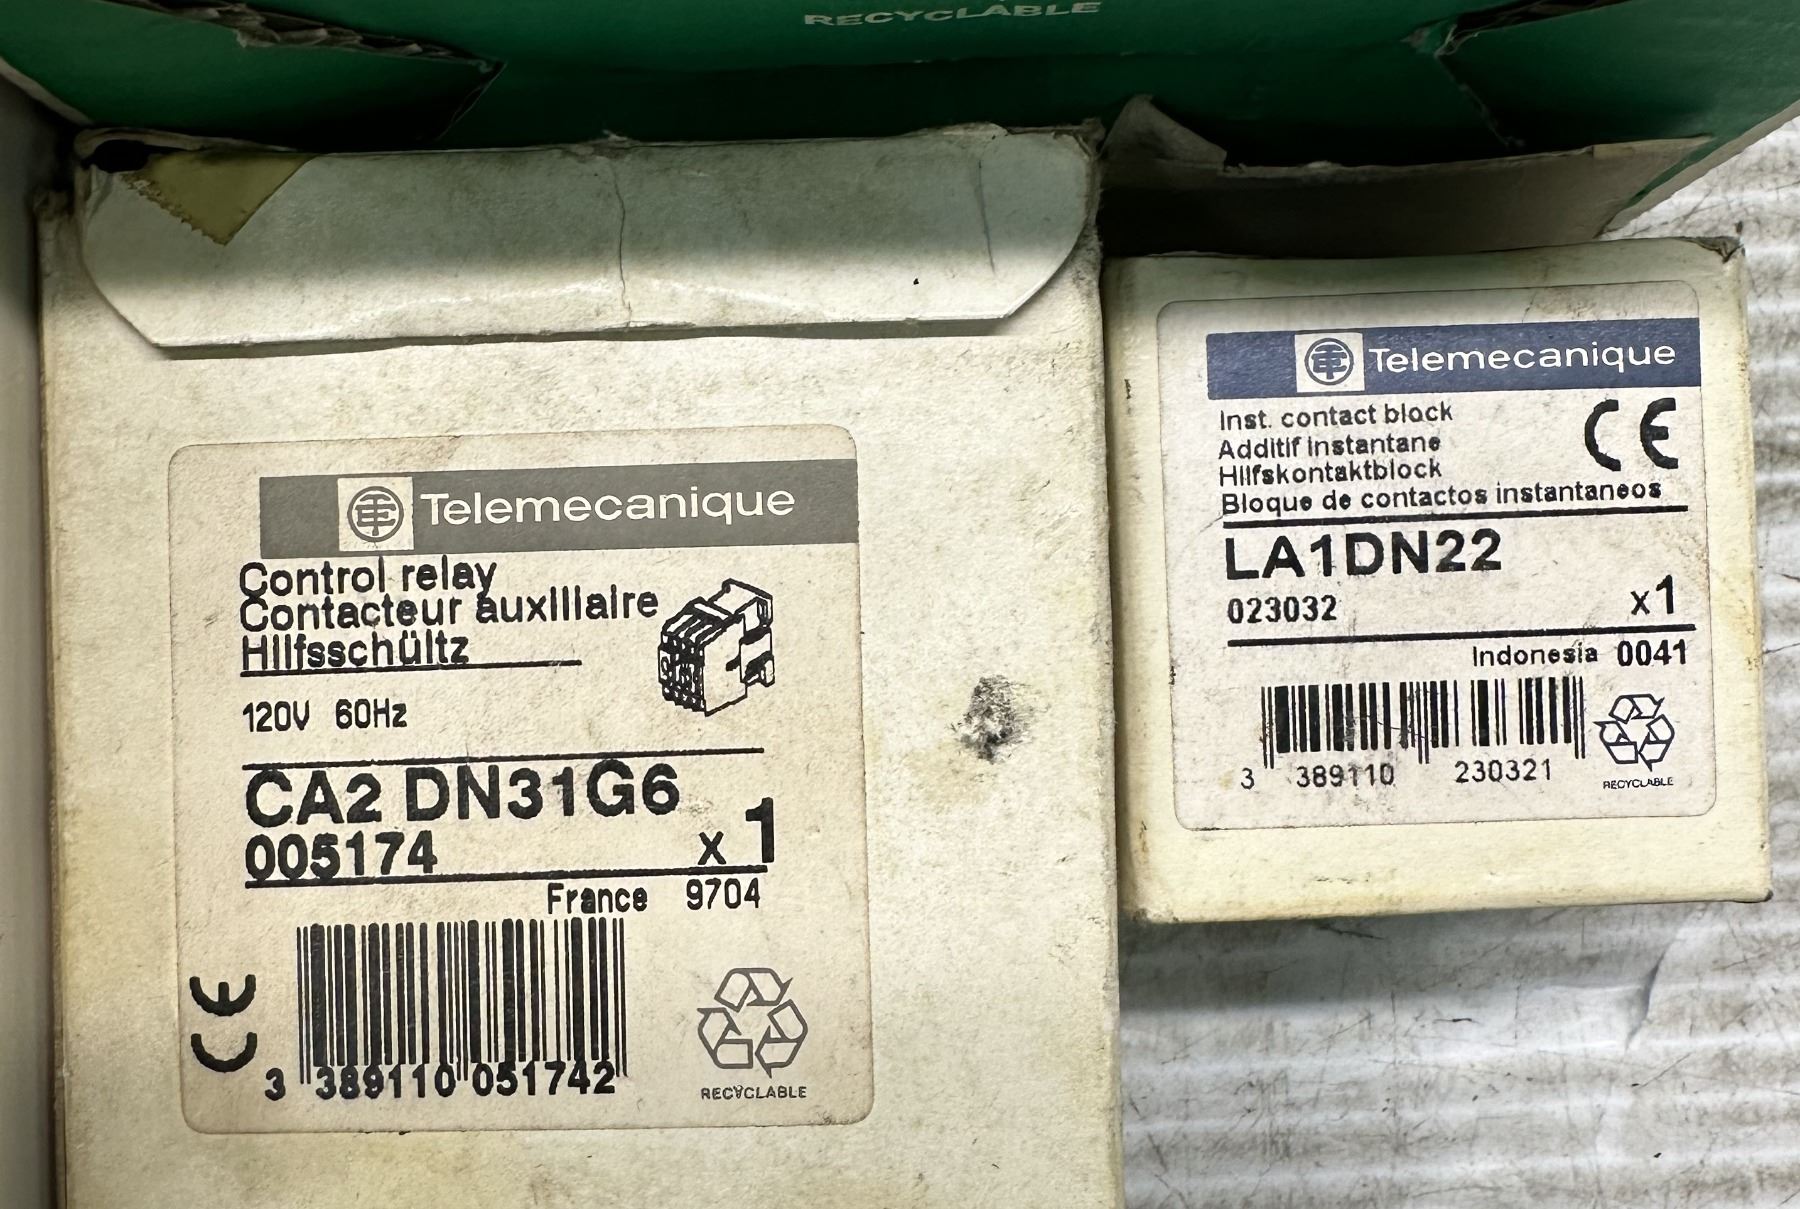 RECYCLABLE
Telemecanique
Control relay
Contacteur auxiliaire
Hilfsschültz
120V 60Hz
CA2 DN31G6
005174 x 1
France 9704
CE
3 389110 051742
RECYCLABLE
Telemecanique
Inst. contact block
Additif instantane
Hilfskontaktblock
Bloque de contactos instantaneos
CE
LA1DN22
023032 x1
Indonesia 0041
3 389110 230321
RECYCLABLE